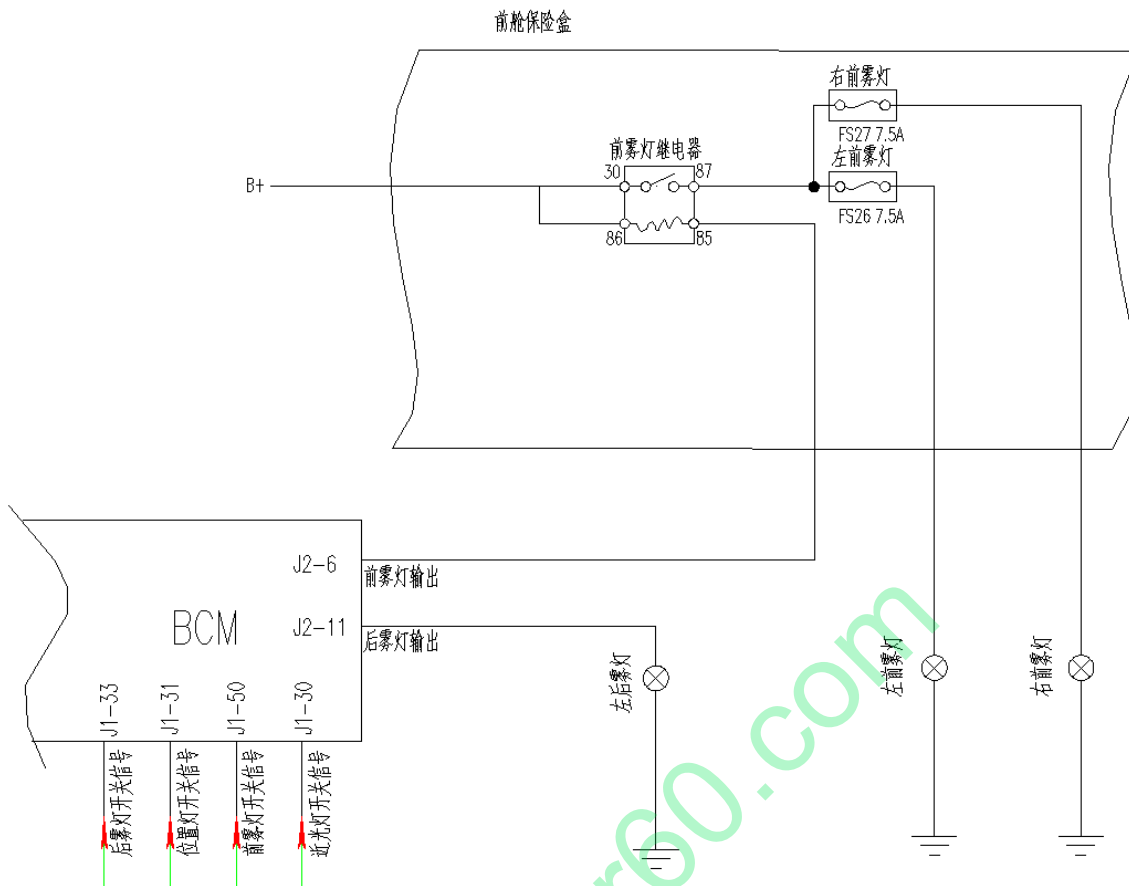 前舱保险盒
右前雾灯
FS27 7.5A
前雾灯继电器
左前雾灯
30
87
B+
FS26 7.5A
86
85
J2-6
前雾灯输出
BCM
J2-11
后雾灯输出
左后雾灯
左前雾灯
右前雾灯
J1-33
J1-31
J1-50
J1-30
后雾灯开关信号
位置灯开关信号
前雾灯开关信号
近光灯开关信号
r60.com